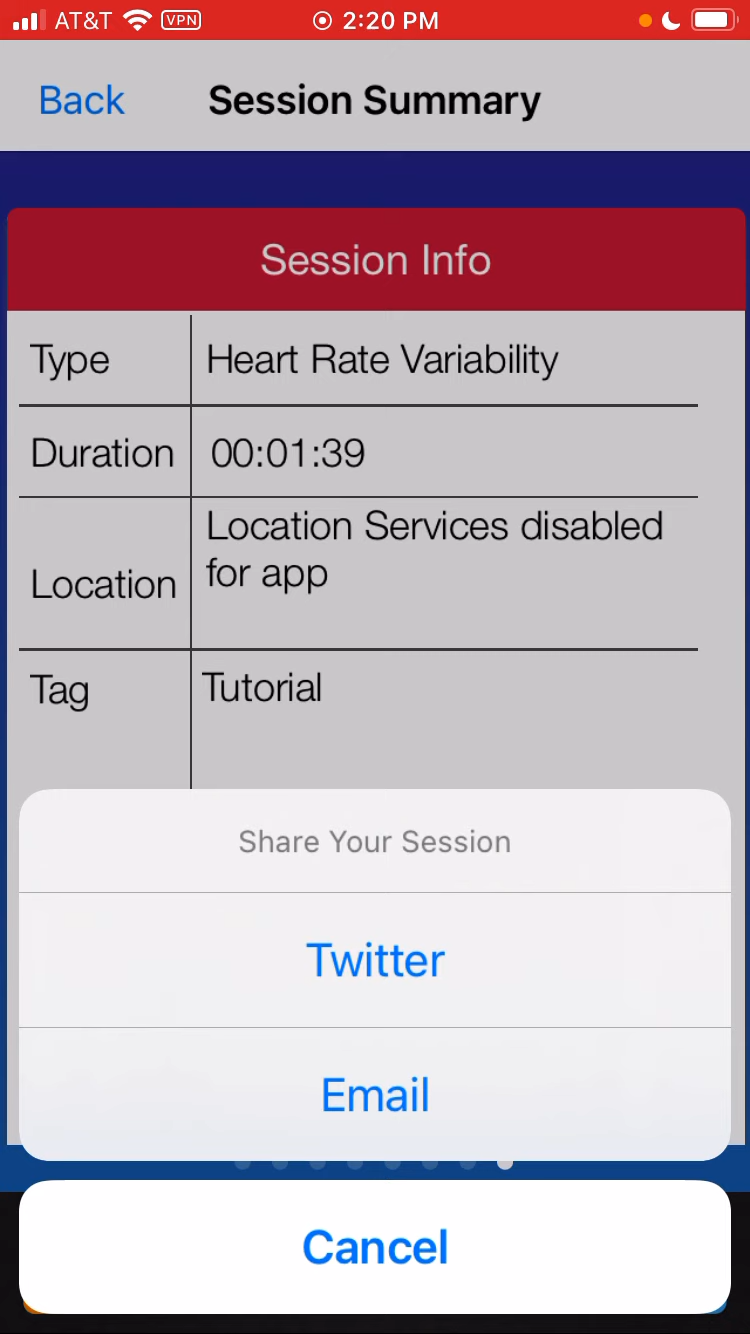 AT&T VPN 2:20 PM
Back Session Summary
Session Info
Type Heart Rate Variability
Duration 00:01:39
Location Services disabled
for app
Location
Tag Tutorial
Share Your Session
Twitter
Email
Cancel